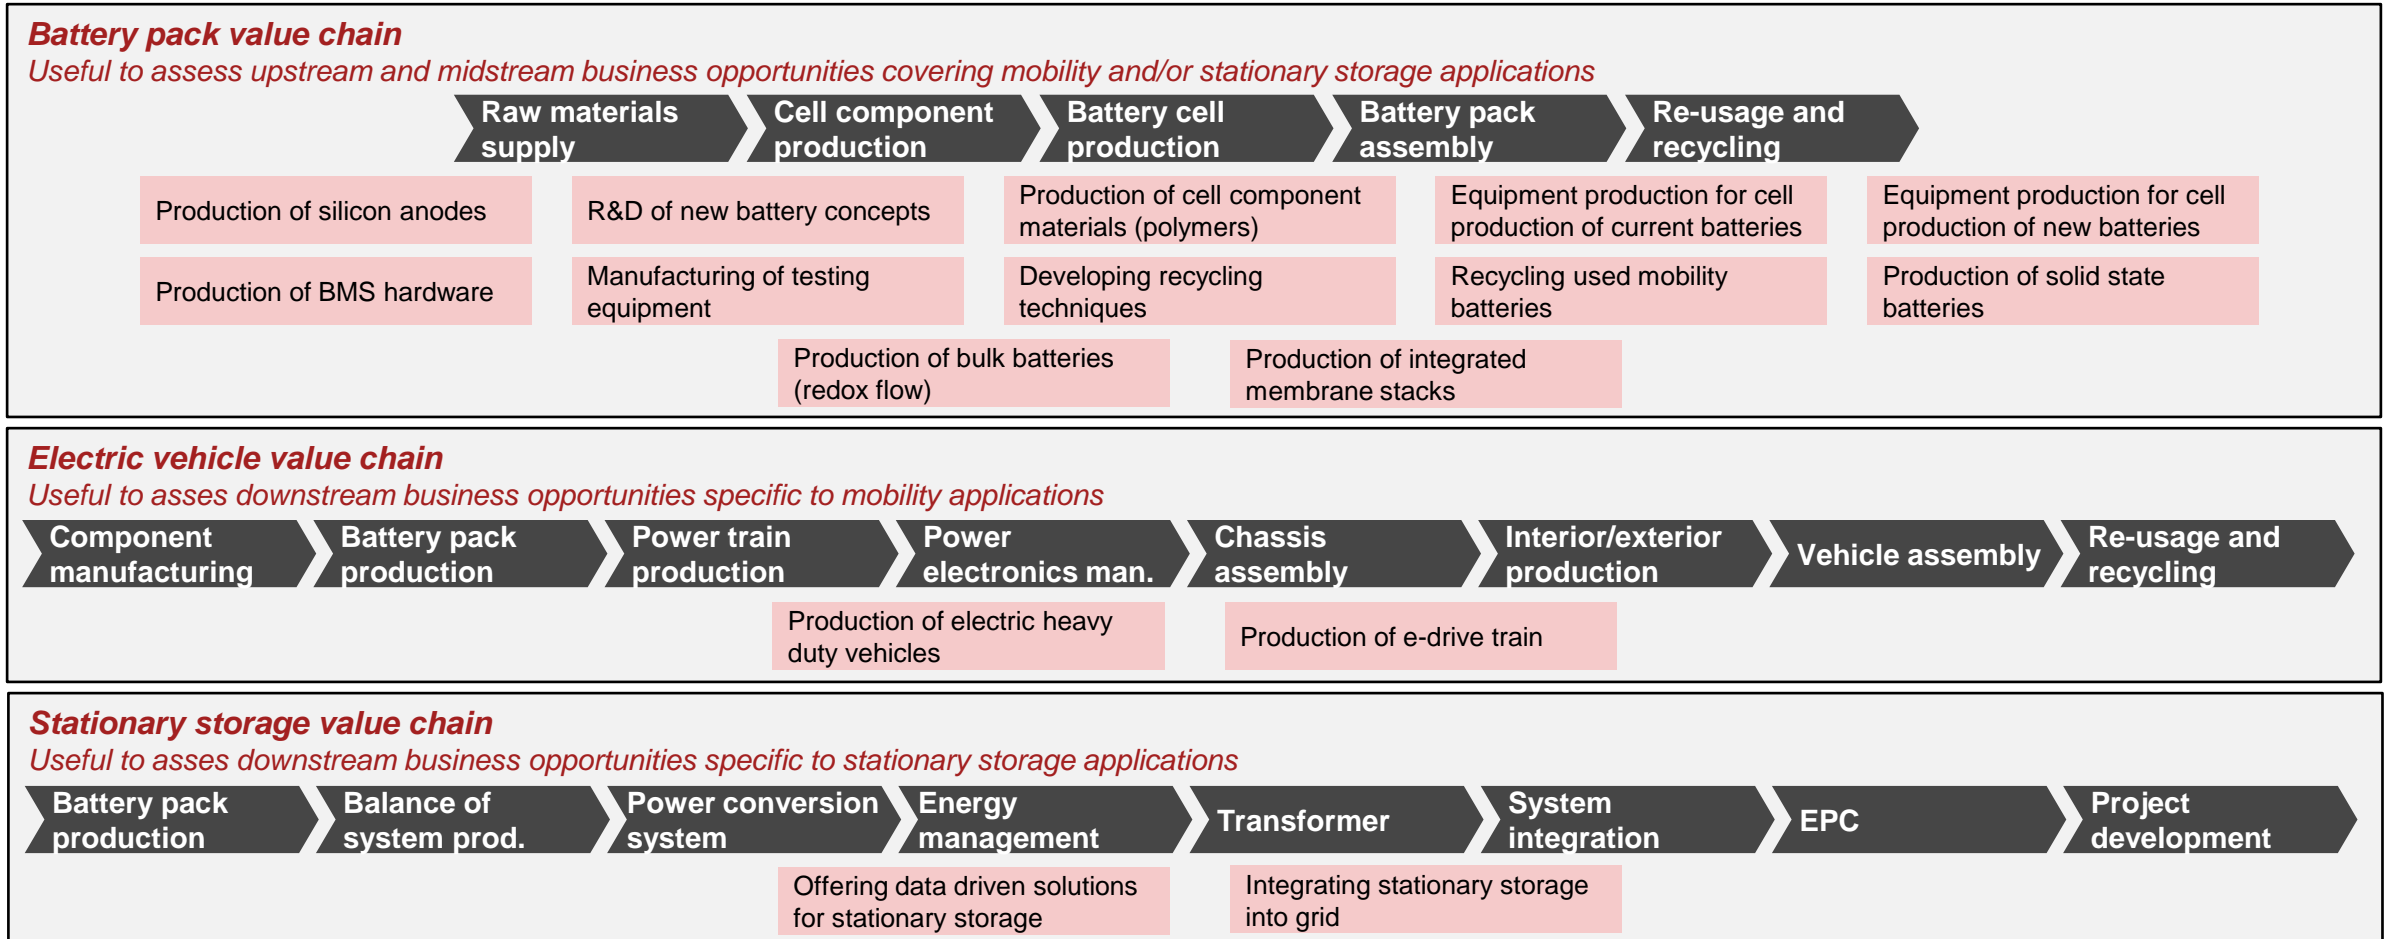 Battery pack value chain
Useful to assess upstream and midstream business opportunities covering mobility and/or stationary storage applications
Raw materials
supply
Cell component
production
Battery cell
production
Battery pack
assembly
Re-usage and
recycling
Production of silicon anodes
R&D of new battery concepts
Production of cell component
materials (polymers)
Equipment production for cell
production of current batteries
Equipment production for cell
production of new batteries
Production of BMS hardware
Manufacturing of testing
equipment
Developing recycling
techniques
Recycling used mobility
batteries
Production of solid state
batteries
Production of bulk batteries
(redox flow)
Production of integrated
membrane stacks
Electric vehicle value chain
Useful to asses downstream business opportunities specific to mobility applications
Component
manufacturing
Battery pack
production
Power train
production
Power
electronics man.
Chassis
assembly
Interior/exterior
production
Vehicle assembly
Re-usage and
recycling
Production of electric heavy
duty vehicles
Production of e-drive train
Stationary storage value chain
Useful to asses downstream business opportunities specific to stationary storage applications
Battery pack
production
Balance of
system prod.
Power conversion
system
Energy
management
Transformer
System
integration
EPC
Project
development
Offering data driven solutions
for stationary storage
Integrating stationary storage
into grid